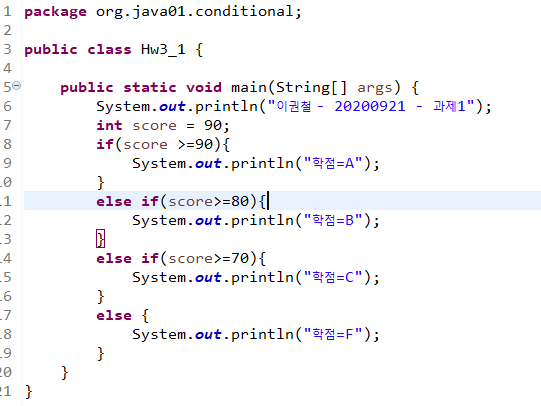 1 package org.java01.conditional;
2
3 public class Hw3_1 {
4
5 public static void main(String[] args) {
6 System.out.println("이권철 - 20200921 - 과제1");
7 int score = 90;
8 if(score >=90){
9 System.out.println("학점=A");
10 }
11 else if(score>=80){
12 System.out.println("학점=B");
13 }
14 else if(score>=70){
15 System.out.println("학점=C");
16 }
17 else {
18 System.out.println("학점=F");
19 }
20 }
21 }